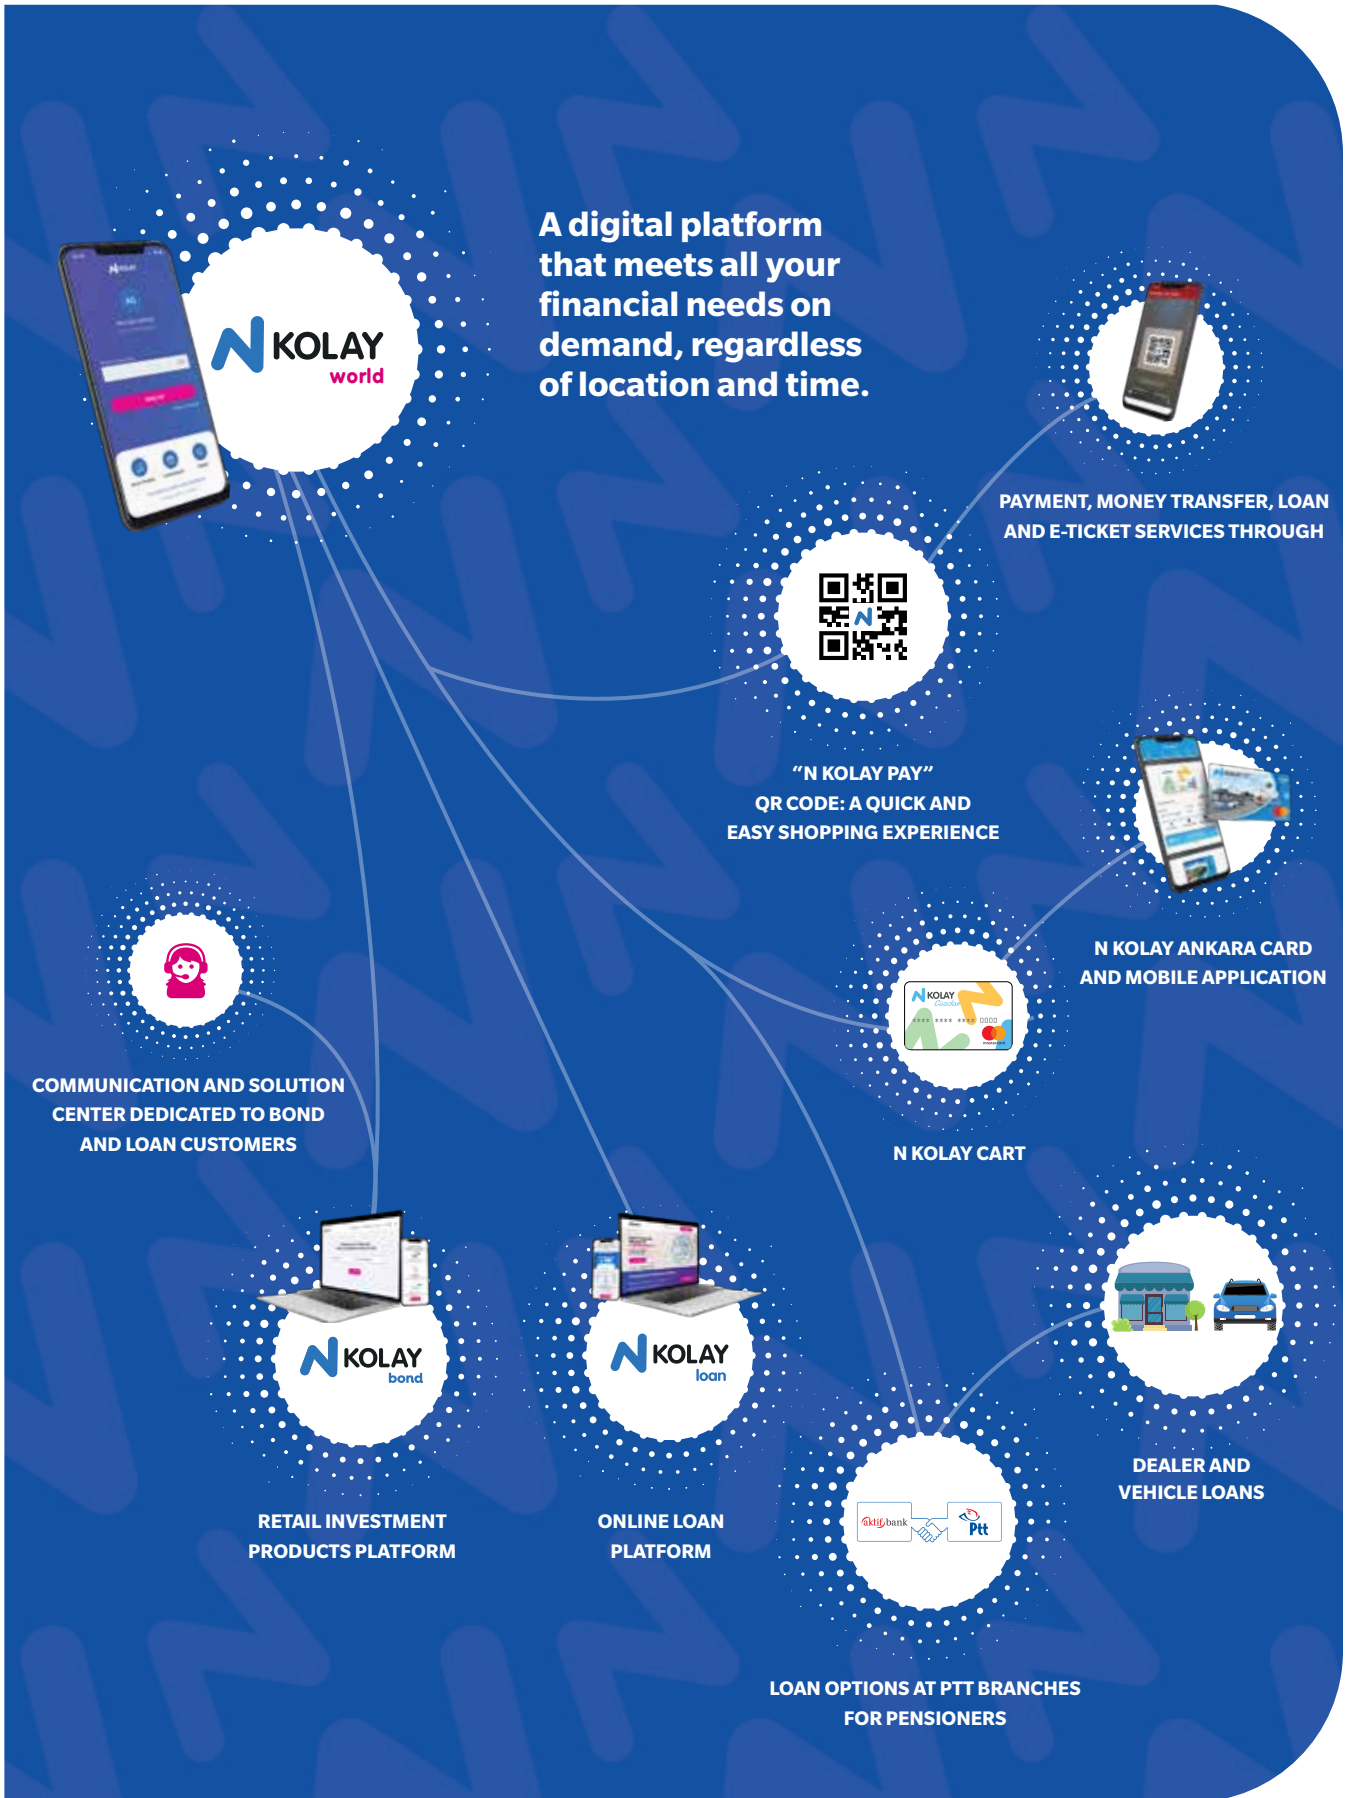 N KOLAY
world
A digital platform
that meets all your
financial needs on
demand, regardless
of location and time.
PAYMENT, MONEY TRANSFER, LOAN
AND E-TICKET SERVICES THROUGH
"N KOLAY PAY"
QR CODE: A QUICK AND
EASY SHOPPING EXPERIENCE
N KOLAY ANKARA CARD
AND MOBILE APPLICATION
N KOLAY
**** **** ****
mastercard
N KOLAY CART
COMMUNICATION AND SOLUTION
CENTER DEDICATED TO BOND
AND LOAN CUSTOMERS
N KOLAY
bond
RETAIL INVESTMENT
PRODUCTS PLATFORM
N KOLAY
loan
ONLINE LOAN
PLATFORM
DEALER AND
VEHICLE LOANS
aktifbank
Ptt
LOAN OPTIONS AT PTT BRANCHES
FOR PENSIONERS